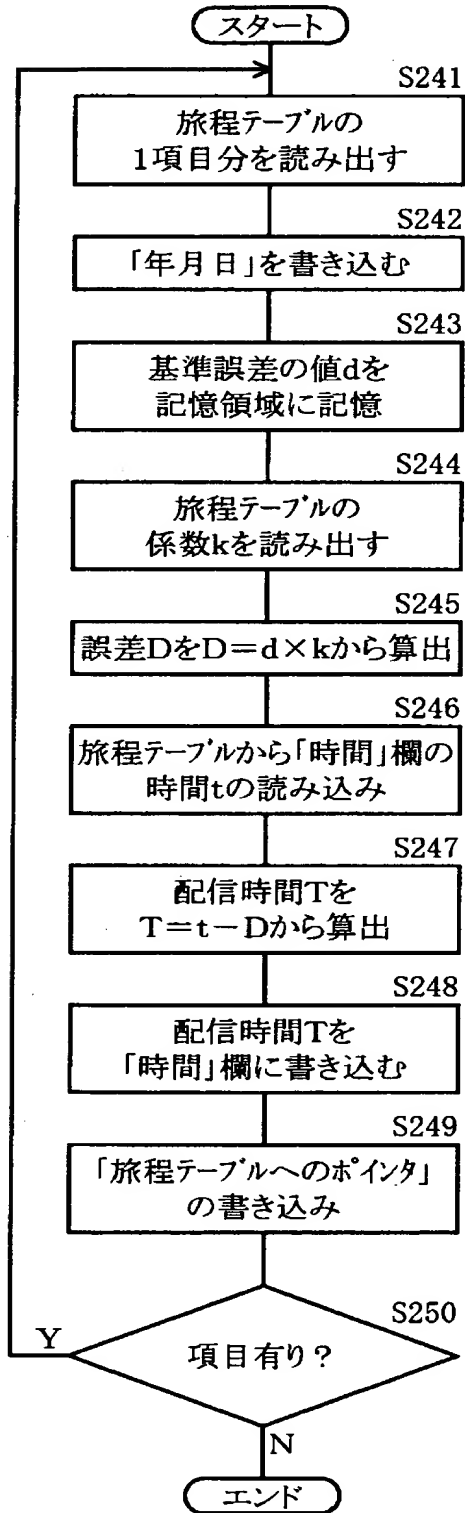 スタート
S241
旅程テーブルの
1項目分を読み出す
S242
「年月日」を書き込む
S243
基準誤差の値dを
記憶領域に記憶
S244
旅程テーブルの
係数kを読み出す
S245
誤差DをD=d×kから算出
S246
旅程テーブルから「時間」欄の
時間tの読み込み
S247
配信時間Tを
T=t-Dから算出
S248
配信時間Tを
「時間」欄に書き込む
S249
「旅程テーブルへのポインタ」
の書き込み
S250
Y
項目有り?
N
エンド